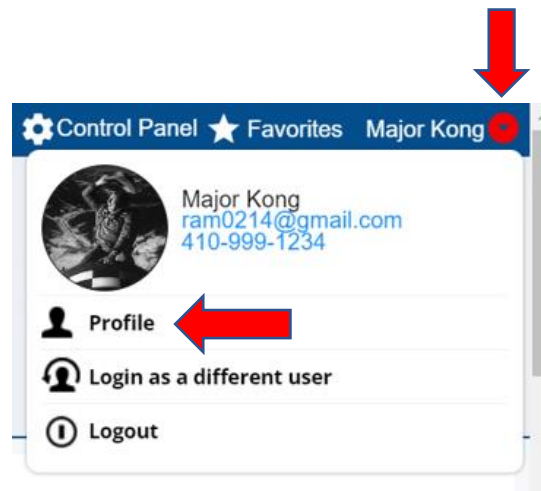 Control Panel Favorites Major Kong
Major Kong
ram0214@gmail.com
410-999-1234
Profile
Login as a different user
Logout